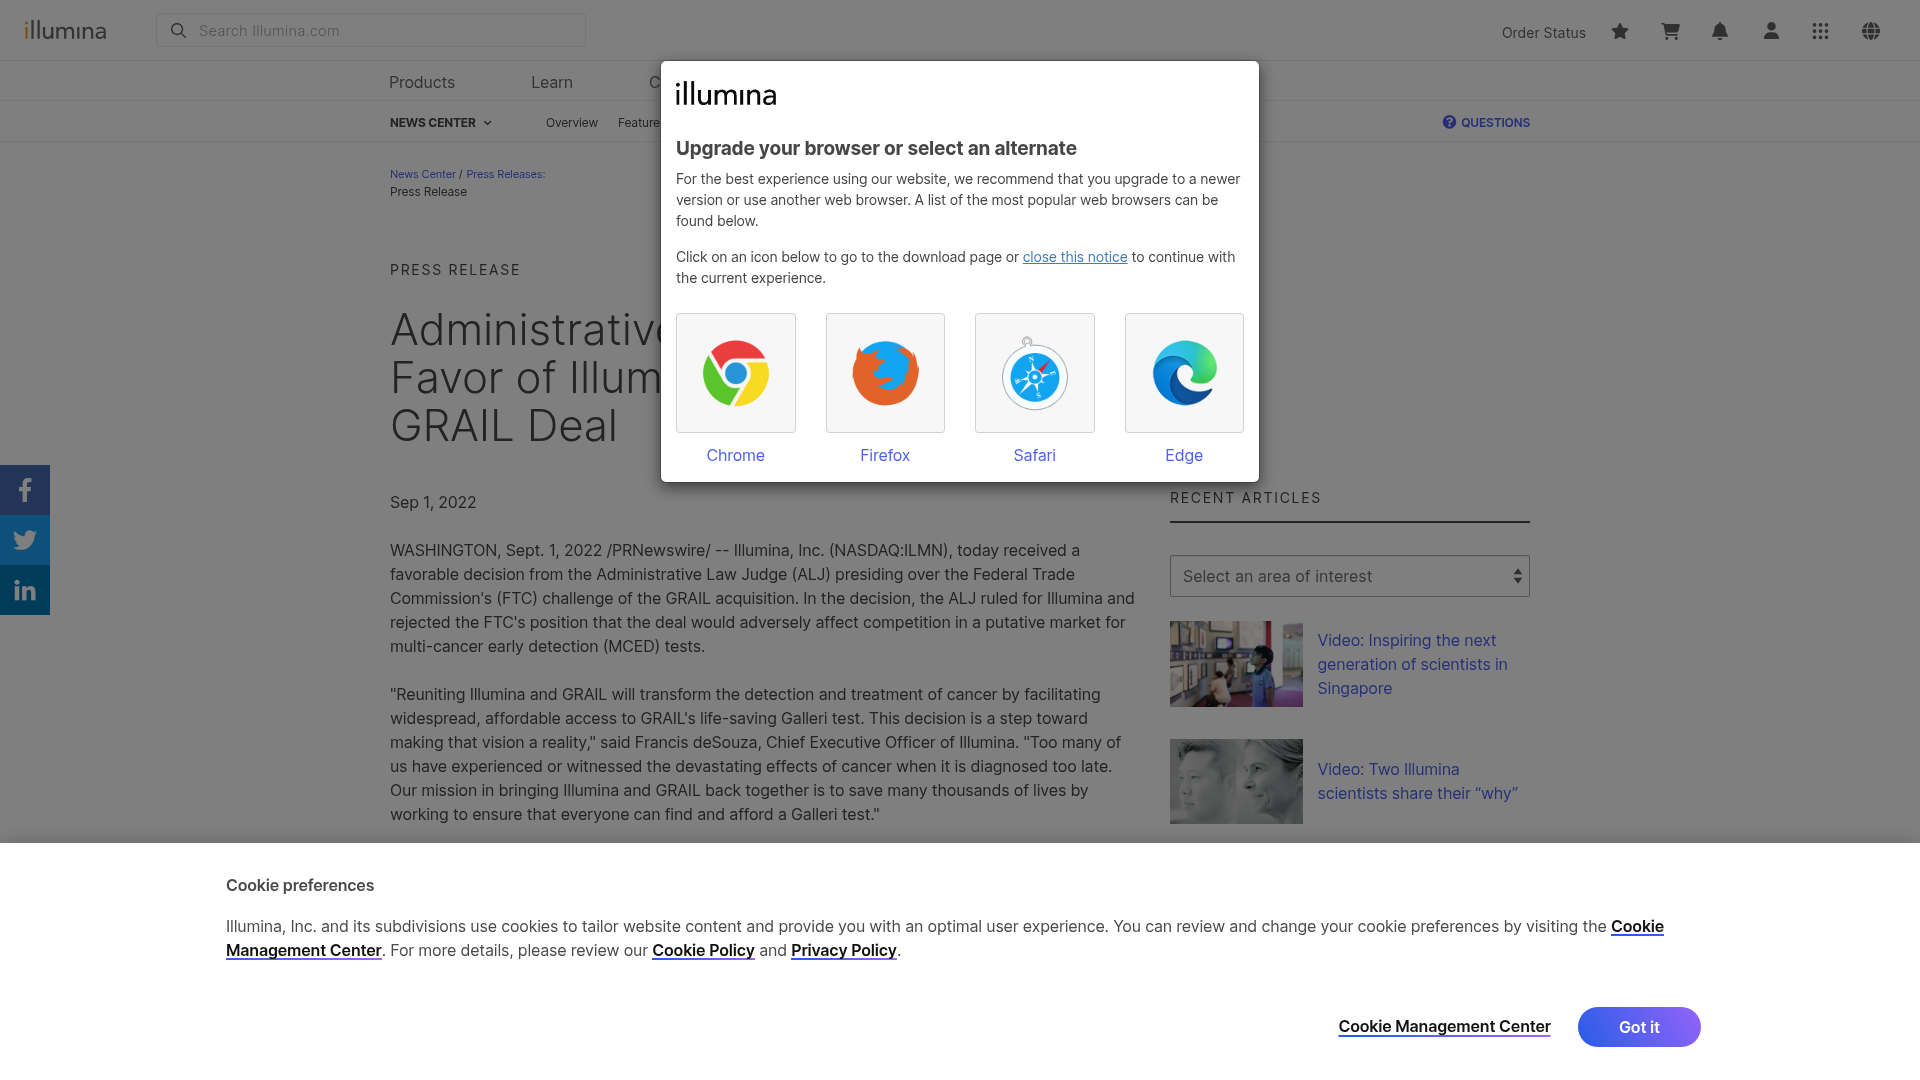 illumina
Search Illumina.com
Order Status
Products
Learn
C
NEWS CENTER
Overview
Feature
QUESTIONS
News Center / Press Releases:
Press Release
PRESS RELEASE
Administrative
Favor of Illum
GRAIL Deal
Sep 1, 2022
WASHINGTON, Sept. 1, 2022 /PRNewswire/ -- Illumina, Inc. (NASDAQ:ILMN), today received a
favorable decision from the Administrative Law Judge (ALJ) presiding over the Federal Trade
Commission's (FTC) challenge of the GRAIL acquisition. In the decision, the ALJ ruled for Illumina and
rejected the FTC's position that the deal would adversely affect competition in a putative market for
multi-cancer early detection (MCED) tests.
"Reuniting Illumina and GRAIL will transform the detection and treatment of cancer by facilitating
widespread, affordable access to GRAIL's life-saving Galleri test. This decision is a step toward
making that vision a reality," said Francis deSouza, Chief Executive Officer of Illumina. "Too many of
us have experienced or witnessed the devastating effects of cancer when it is diagnosed too late.
Our mission in bringing Illumina and GRAIL back together is to save many thousands of lives by
working to ensure that everyone can find and afford a Galleri test."
illumina
Upgrade your browser or select an alternate
For the best experience using our website, we recommend that you upgrade to a newer
version or use another web browser. A list of the most popular web browsers can be
found below.
Click on an icon below to go to the download page or close this notice to continue with
the current experience.
Chrome
Firefox
Safari
Edge
RECENT ARTICLES
Select an area of interest
Video: Inspiring the next
generation of scientists in
Singapore
Video: Two Illumina
scientists share their “why”
Cookie preferences
Illumina, Inc. and its subdivisions use cookies to tailor website content and provide you with an optimal user experience. You can review and change your cookie preferences by visiting the Cookie
Management Center. For more details, please review our Cookie Policy and Privacy Policy.
Cookie Management Center
Got it